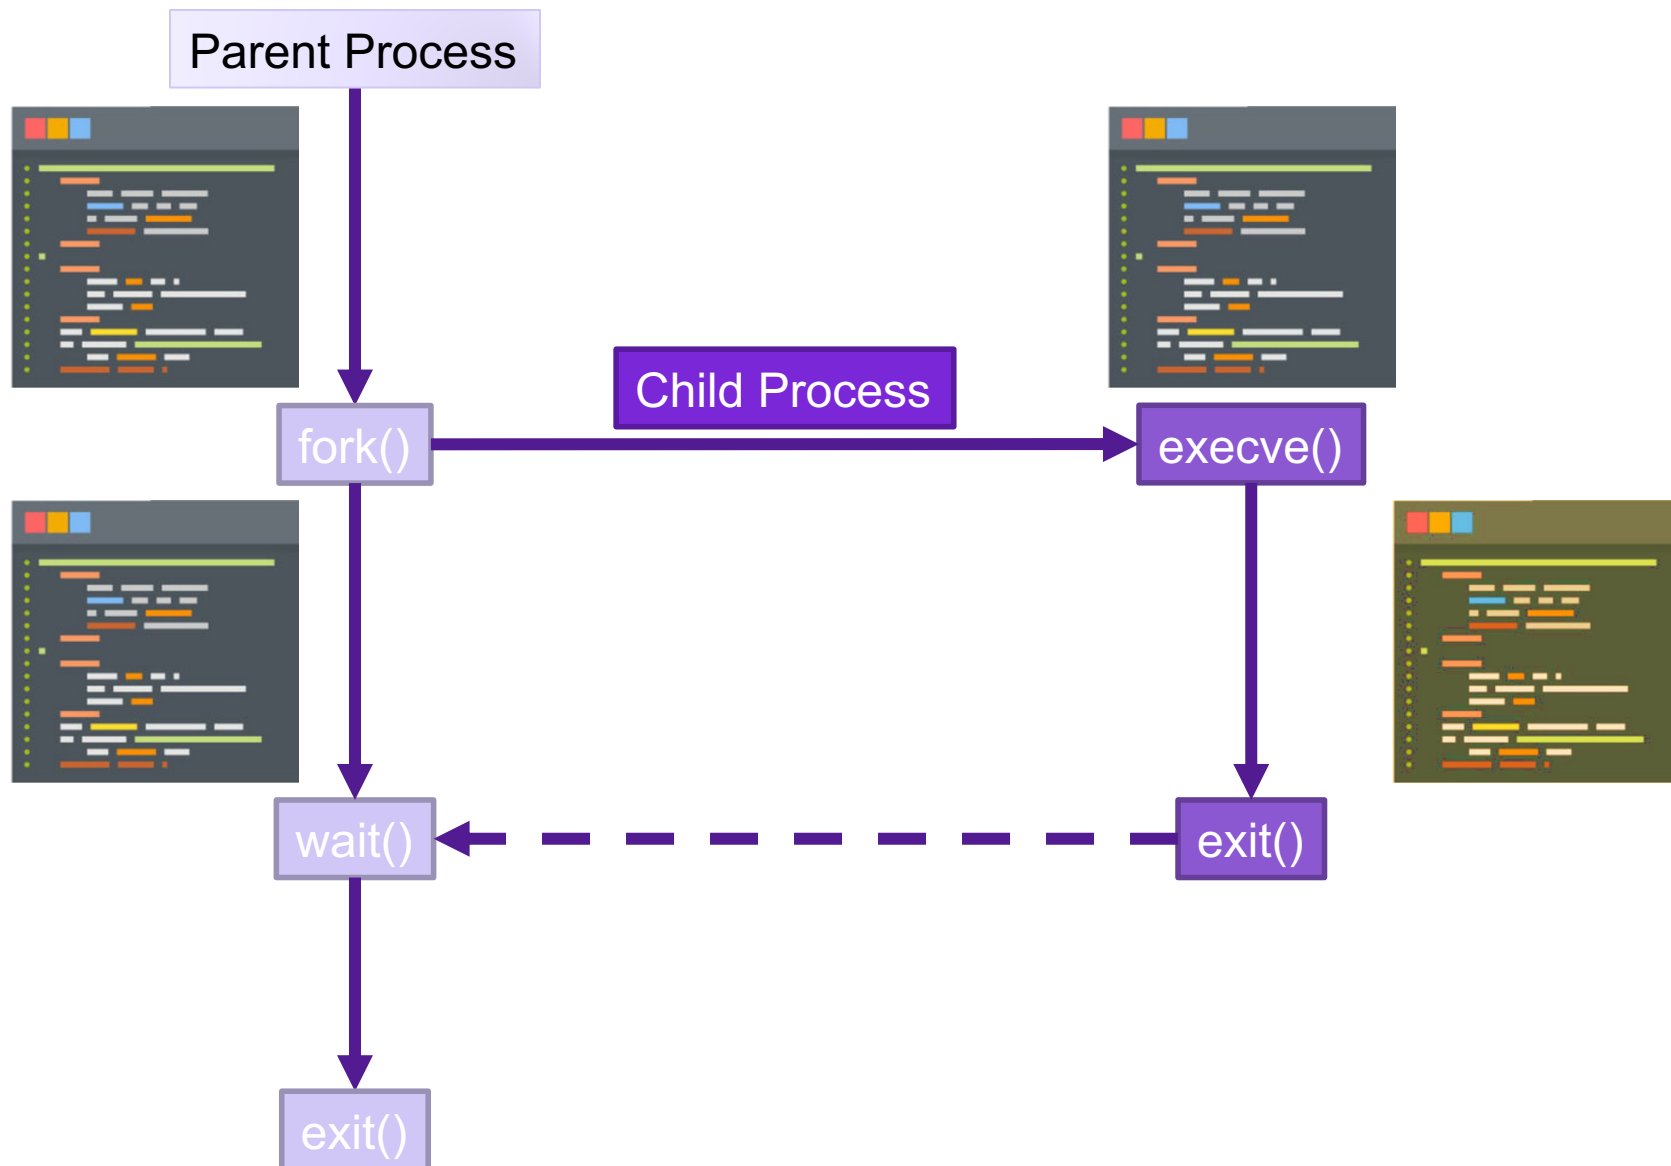 Parent Process
Child Process
fork()
execve()
wait()
exit()
exit()